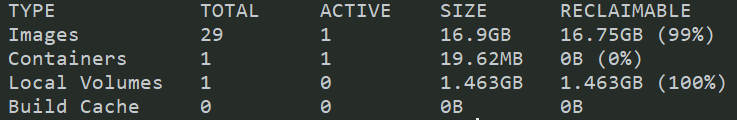 TYPE TOTAL ACTIVE SIZE RECLAIMABLE
Images 29 1 16.9GB 16.75GB (99%)
Containers 1 1 19.62MB 0B (0%)
Local Volumes 1 0 1.463GB 1.463GB (100%)
Build Cache 0 0 0B 0B